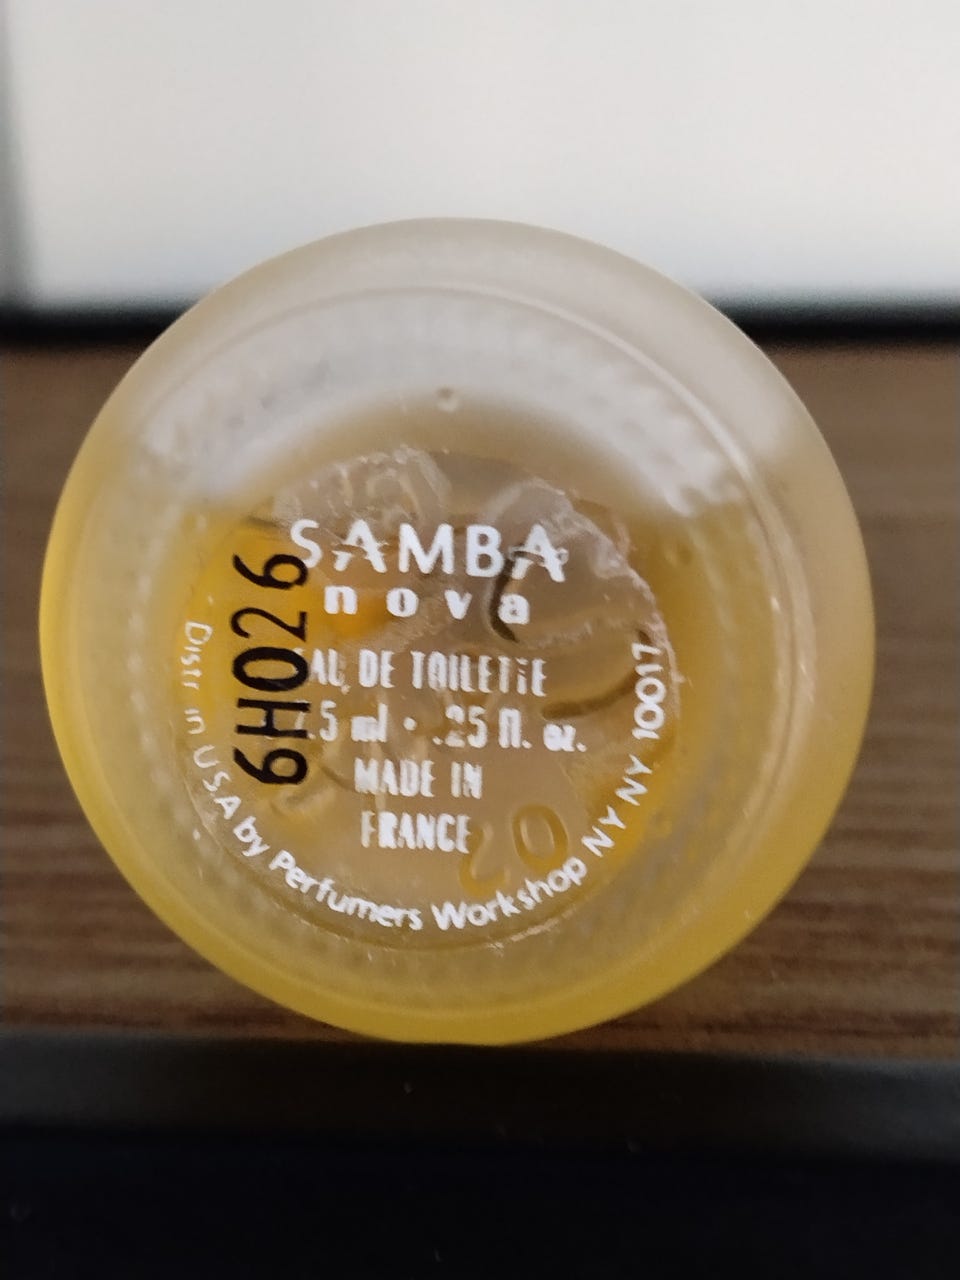 SAMBA
nova
EAU DE TOILETTE
7.5 ml • .25 fl. oz.
MADE IN
FRANCE
Distr in U.S.A by Perfumers Workshop NY NY 10017
6H026
02